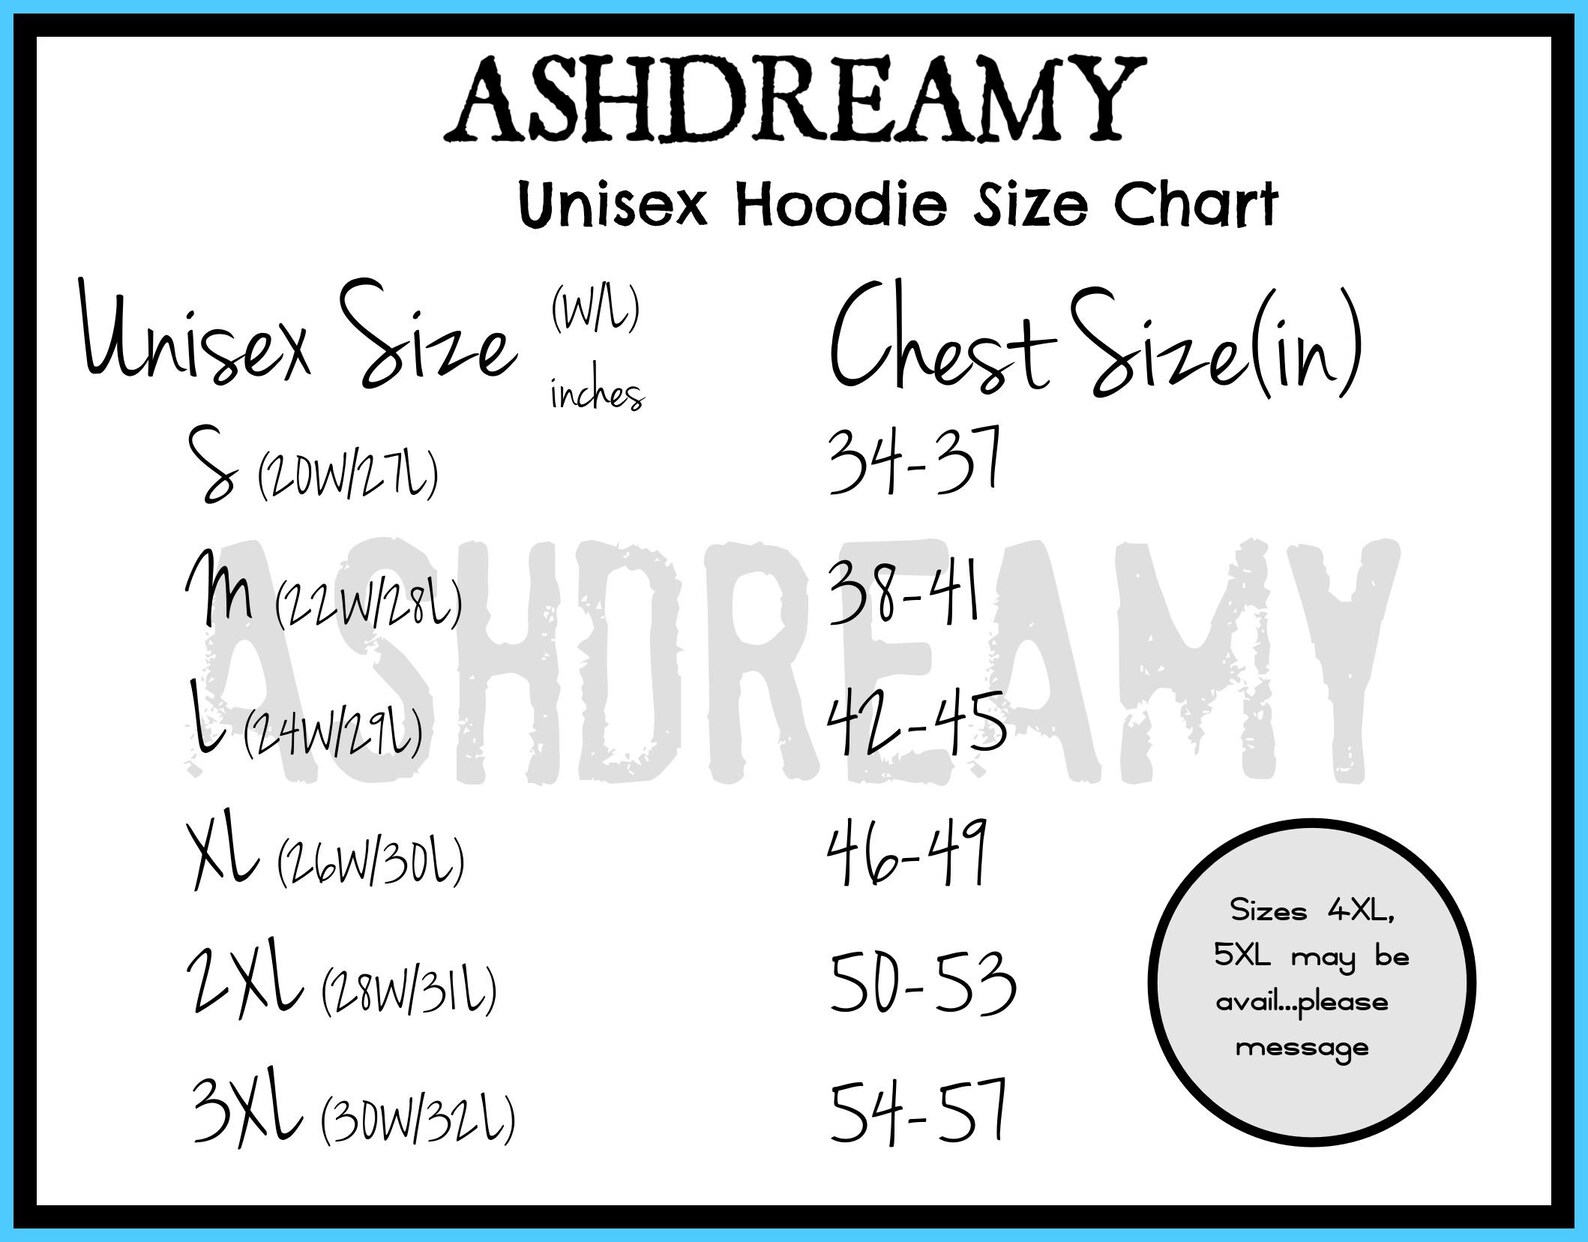 ASHDREAMY
Unisex Hoodie Size Chart
Unisex Size (W/L) inches Chest Size(in)
S (20W/27L) 34-37
M (22W/28L) 38-41
ASHDREAMY
L (24W/29L) 42-45
XL (26W/30L) 46-49
2XL (28W/31L) 50-53
3XL (30W/32L) 54-57
Sizes 4XL,
5XL may be
avail...please
message